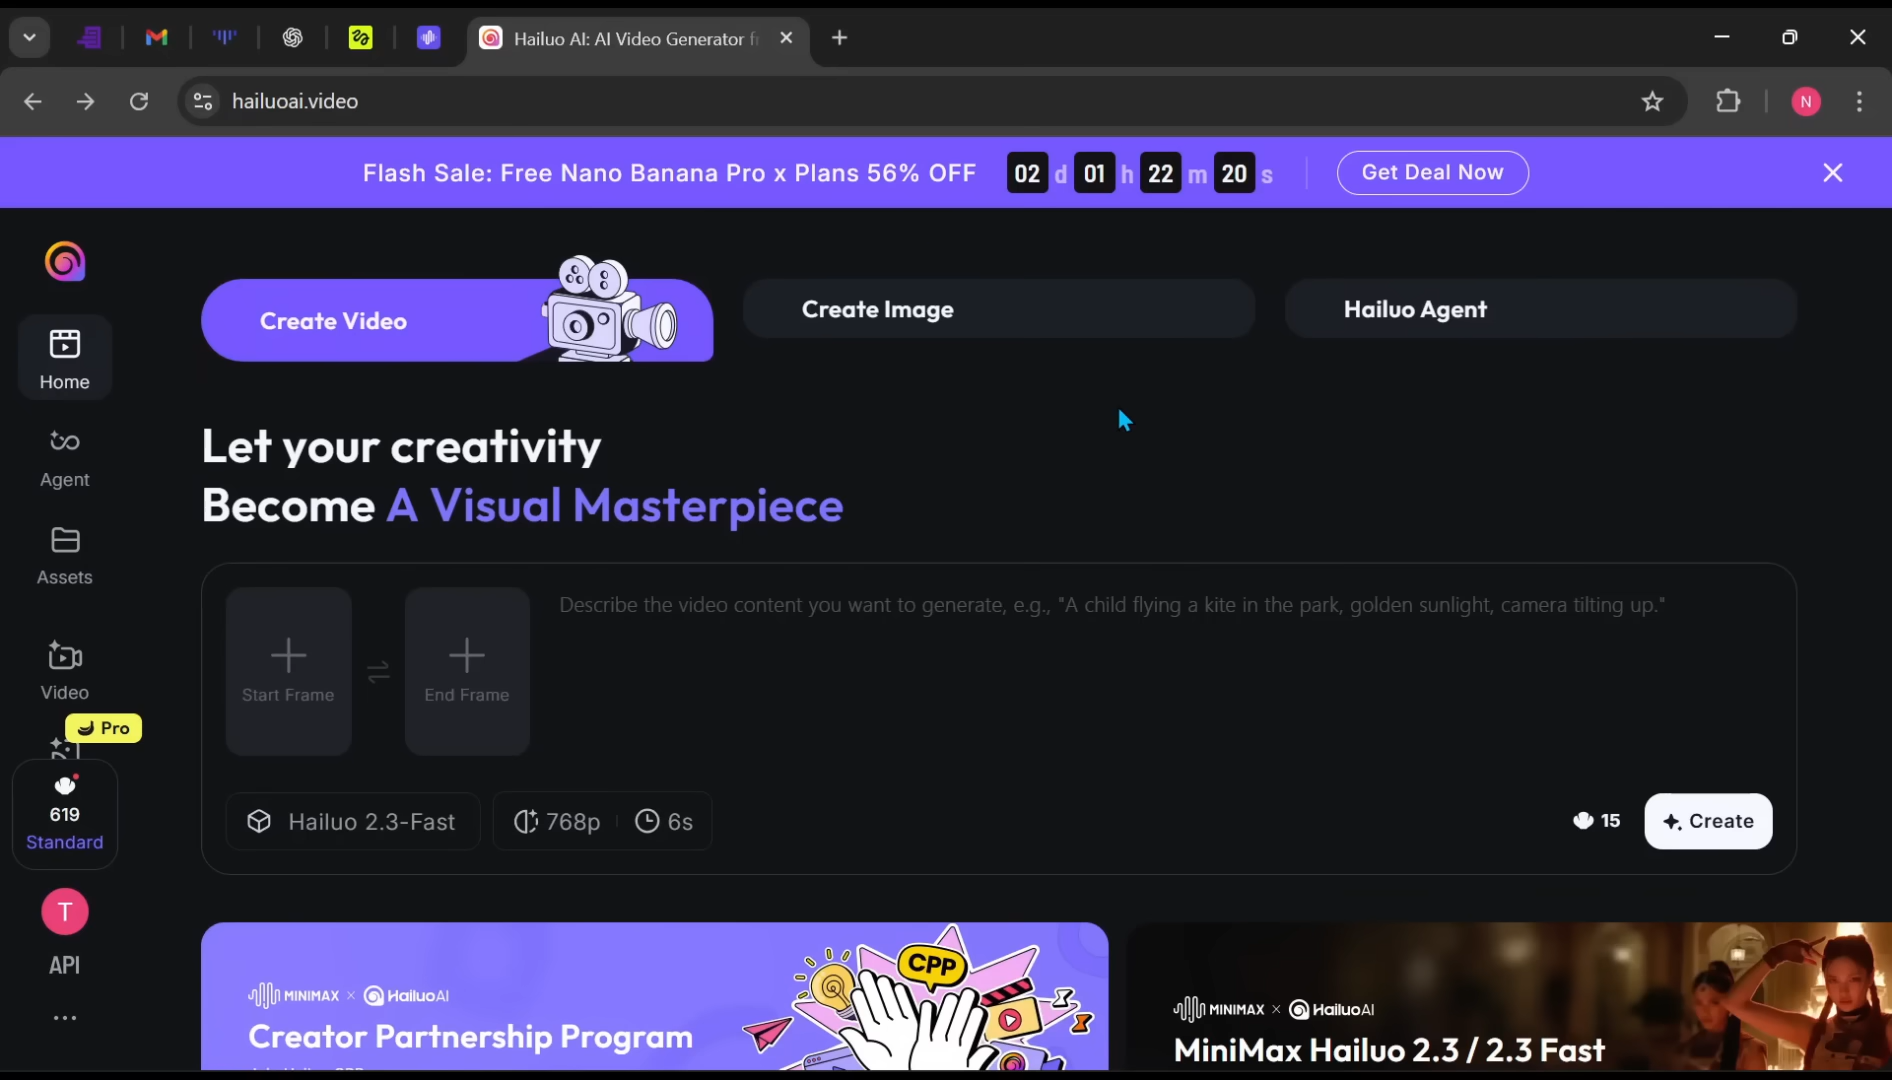 Hailuo AI: AI Video Generator f
hailuoai.video
N
Flash Sale: Free Nano Banana Pro x Plans 56% OFF 02 d 01 h 22 m 20 s Get Deal Now
Create Video
Create Image
Hailuo Agent
Home
Agent
Assets
Video
Pro
619
Standard
T
API
Let your creativity
Become A Visual Masterpiece
Start Frame
End Frame
Describe the video content you want to generate, e.g., "A child flying a kite in the park, golden sunlight, camera tilting up."
Hailuo 2.3-Fast
768p
6s
15
Create
MINIMAX × HailuoAI
Creator Partnership Program
CPP
MINIMAX × HailuoAI
MiniMax Hailuo 2.3 / 2.3 Fast